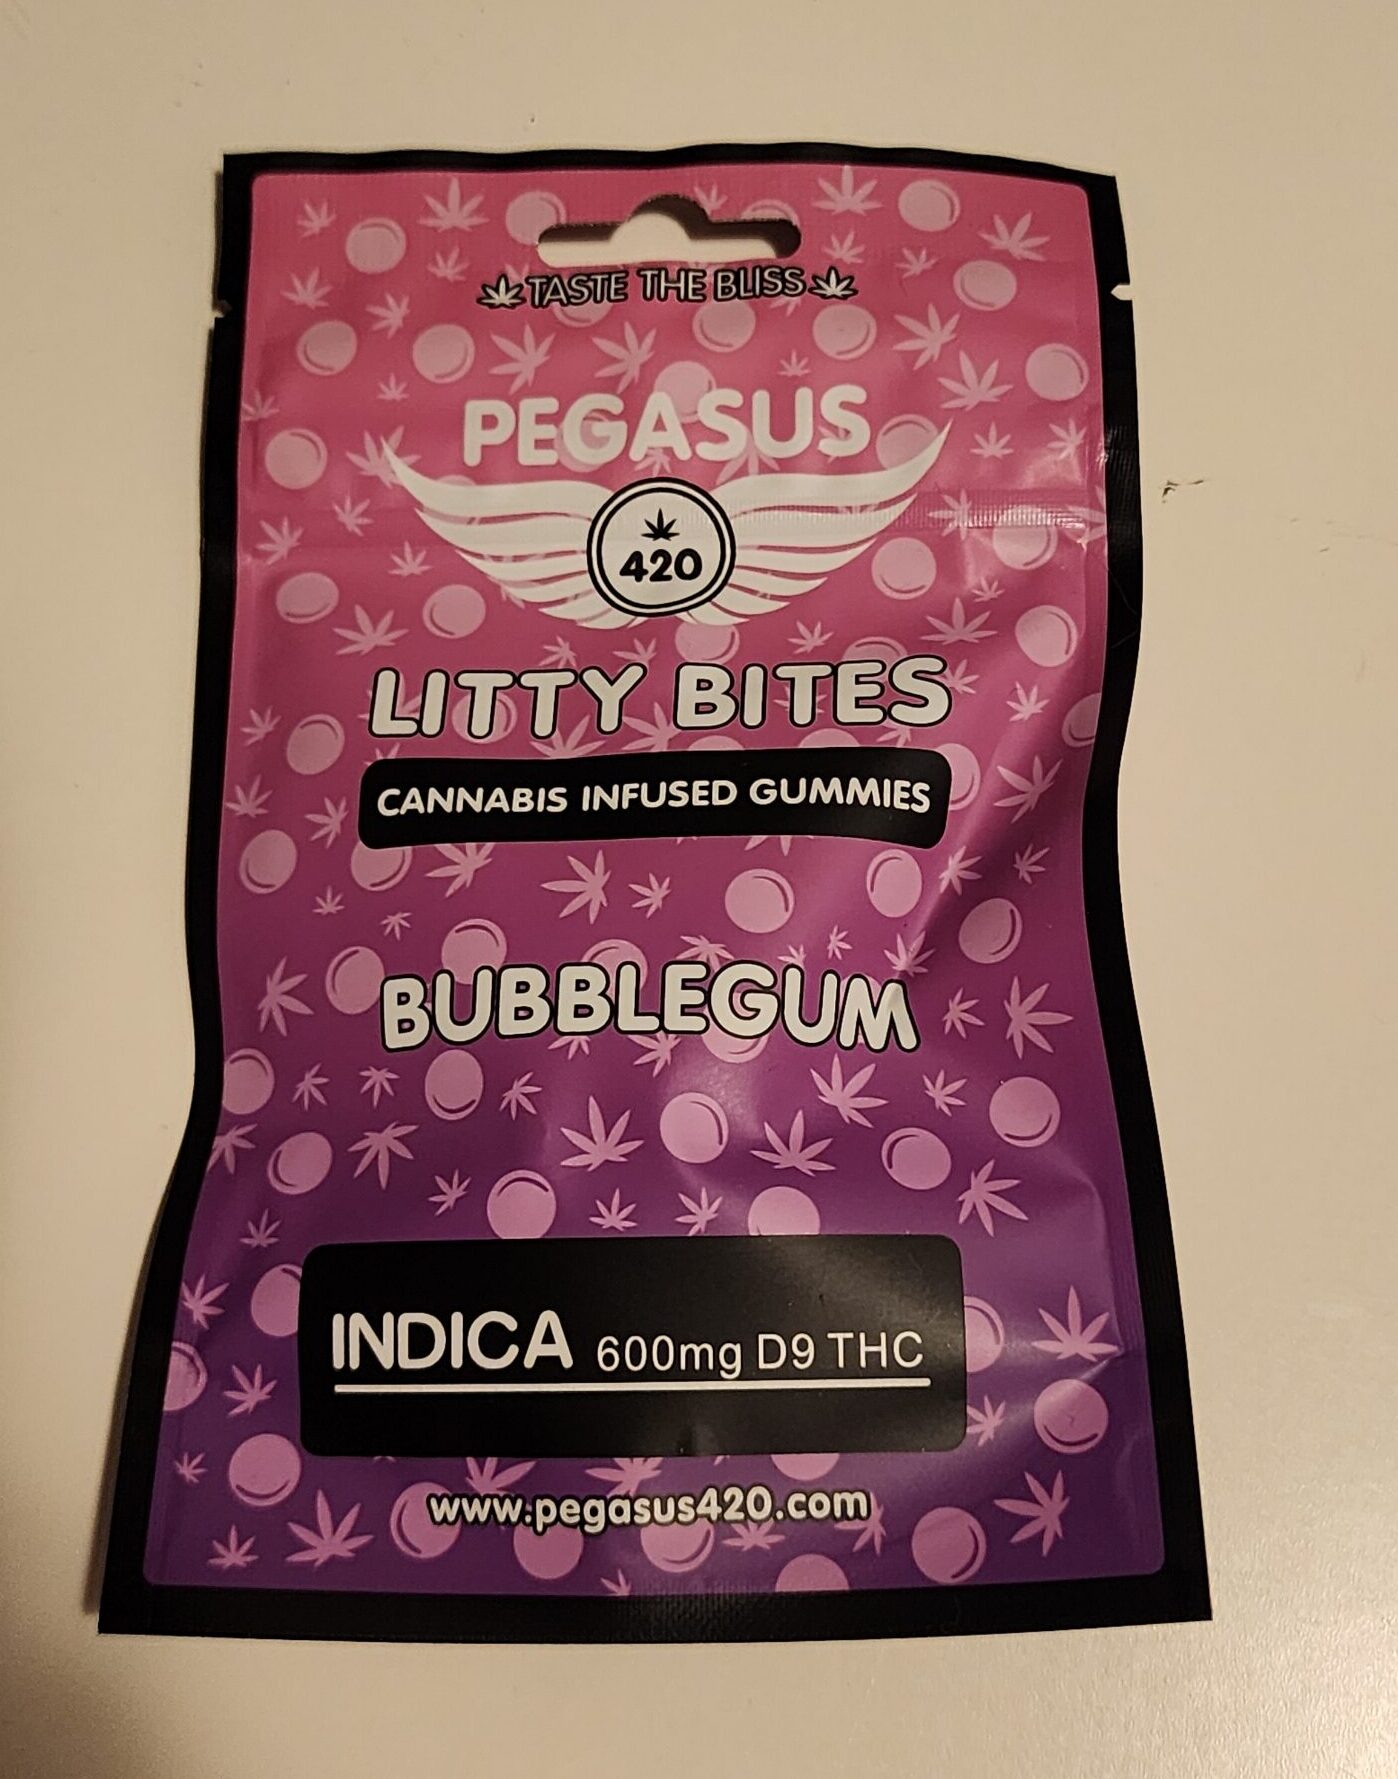 TASTE THE BLISS
PEGASUS
420
LITTY BITES
CANNABIS INFUSED GUMMIES
BUBBLEGUM
INDICA 600mg D9 THC
www.pegasus420.com